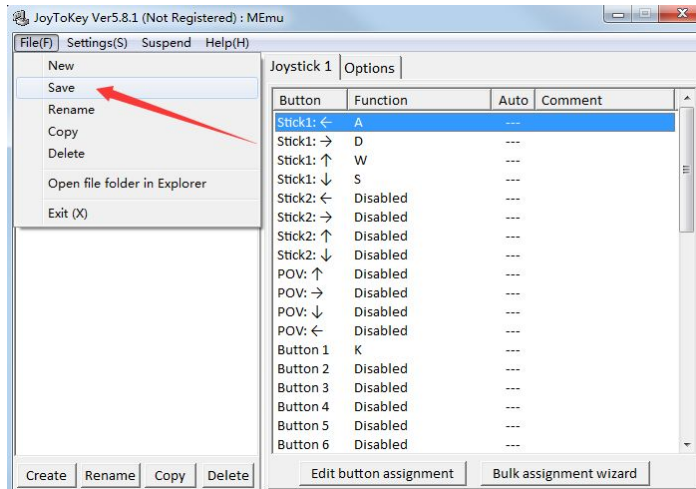 JoyToKey Ver5.8.1 (Not Registered) : MEmu
File(F) Settings(S) Suspend Help(H)
New
Save
Rename
Copy
Delete
Open file folder in Explorer
Exit (X)
Joystick 1 Options
Button Function Auto Comment
Stick1: ← A ---
Stick1: → D ---
Stick1: ↑ W ---
Stick1: ↓ S ---
Stick2: ← Disabled ---
Stick2: → Disabled ---
Stick2: ↑ Disabled ---
Stick2: ↓ Disabled ---
POV: ↑ Disabled ---
POV: → Disabled ---
POV: ↓ Disabled ---
POV: ← Disabled ---
Button 1 K ---
Button 2 Disabled ---
Button 3 Disabled ---
Button 4 Disabled ---
Button 5 Disabled ---
Button 6 Disabled ---
Create Rename Copy Delete
Edit button assignment Bulk assignment wizard